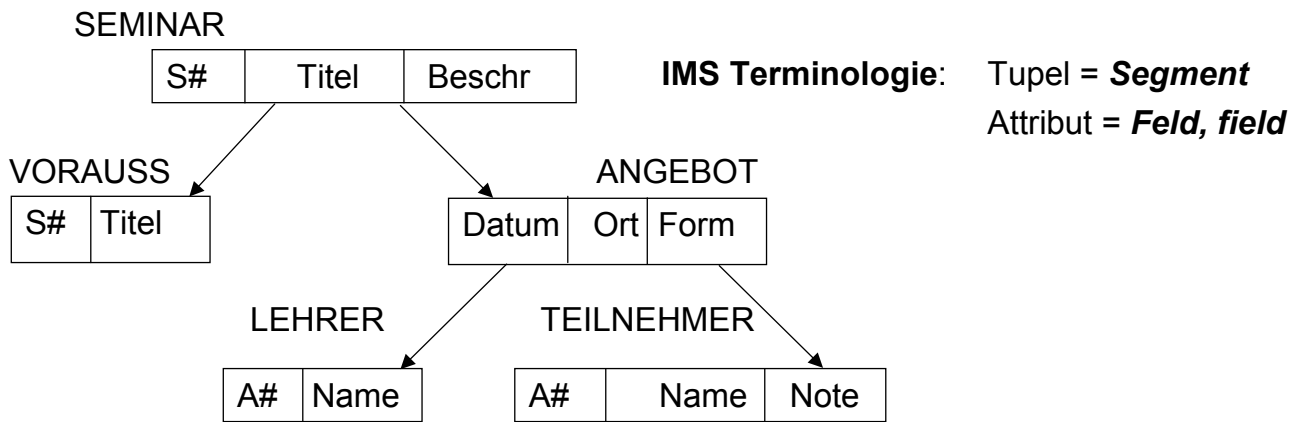 SEMINAR
S# Titel Beschr
IMS Terminologie: Tupel = Segment
Attribut = Feld, field
VORAUSS
S# Titel
ANGEBOT
Datum Ort Form
LEHRER
A# Name
TEILNEHMER
A# Name Note